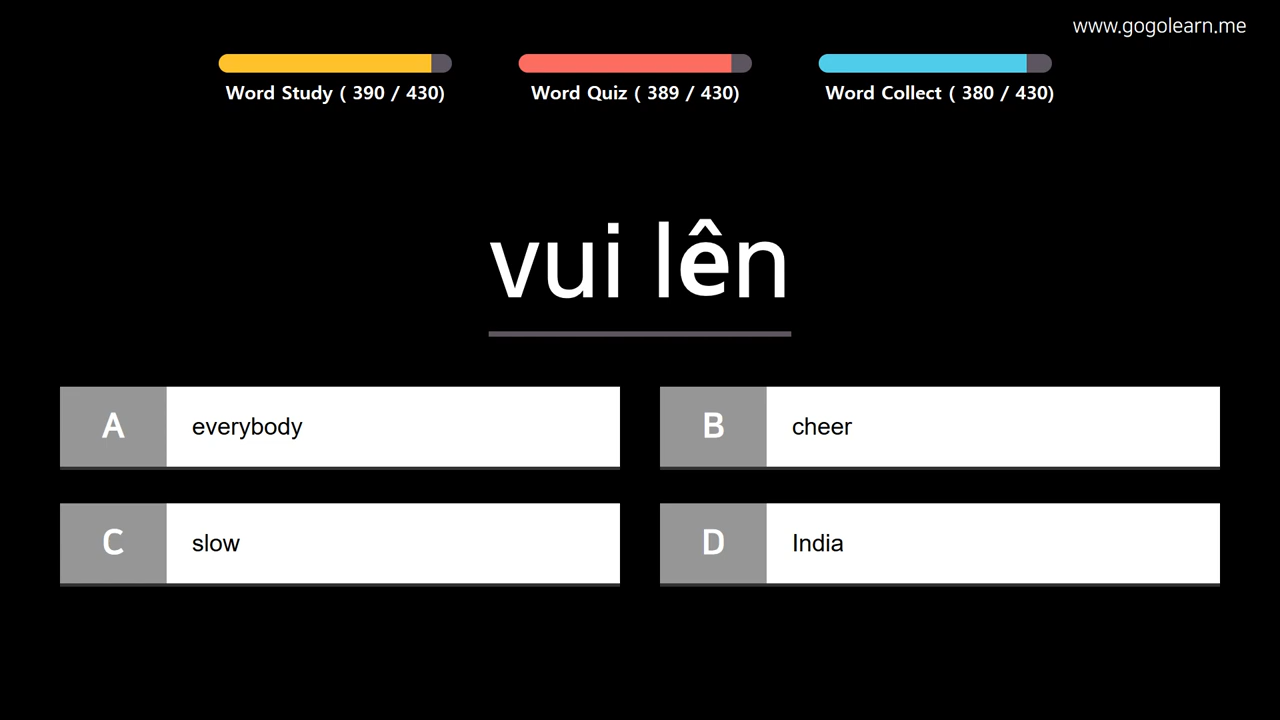 www.gogolearn.me
Word Study ( 390 / 430)
Word Quiz ( 389 / 430)
Word Collect ( 380 / 430)
vui lên
A everybody
B cheer
C slow
D India